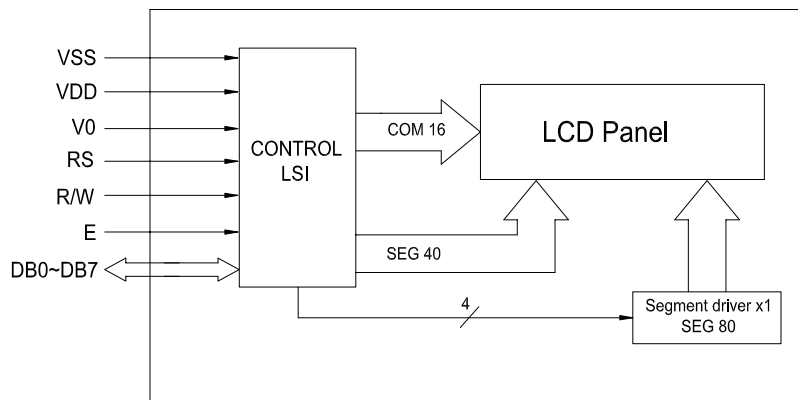 VSS
VDD
V0
RS
R/W
E
DB0~DB7
CONTROL
LSI
COM 16
LCD Panel
SEG 40
4
Segment driver x1
SEG 80